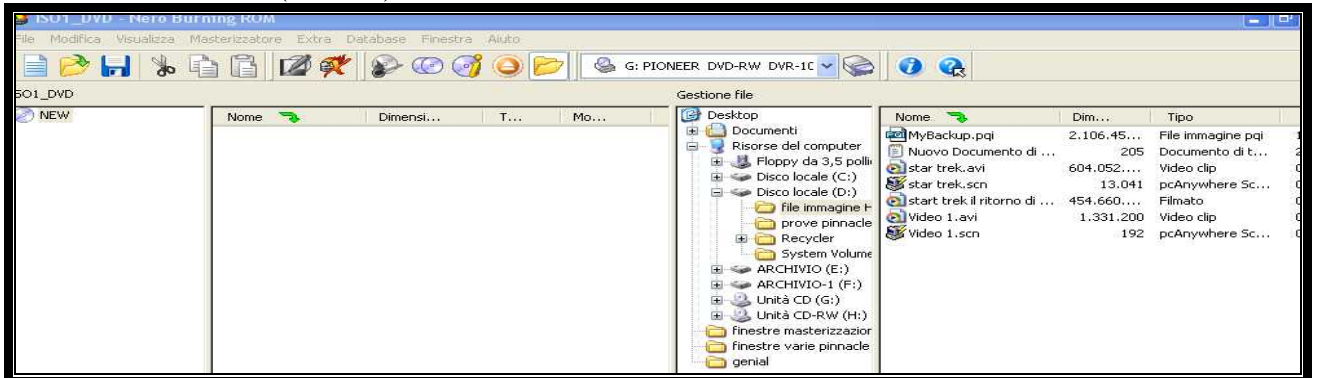 ISO1_DVD - Nero Burning ROM
File Modifica Visualizza Masterizzatore Extra Database Finestra Aiuto
G: PIONEER DVD-RW DVR-10
ISO1_DVD
Gestione file
NEW
Nome Dimensi... T... Mo...
Desktop
Documenti
Risorse del computer
Floppy da 3,5 polli
Disco locale (C:)
Disco locale (D:)
file immagine H
prove pinnacle
Recycler
System Volume
ARCHIVIO (E:)
ARCHIVIO-1 (F:)
Unità CD (G:)
Unità CD-RW (H:)
finestre masterizzazior
finestre varie pinnacle
genial
Nome Dim... Tipo
MyBackup.pqi 2.106.45... File immagine pqi
Nuovo Documento di ... 205 Documento di t...
star trek.avi 604.052.... Video clip
star trek.scn 13.041 pcAnywhere Sc...
start trek il ritorno di ... 454.660.... Filmato
Video 1.avi 1.331.200 Video clip
Video 1.scn 192 pcAnywhere Sc...